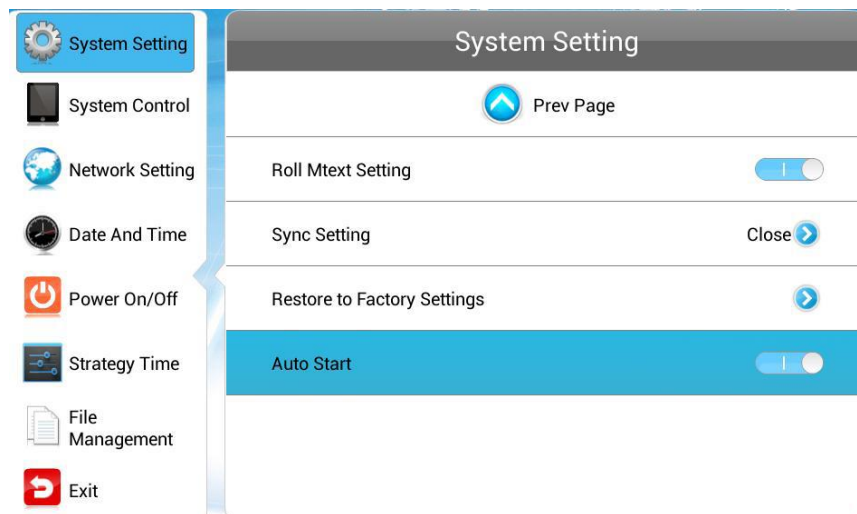 System Setting
System Control
Network Setting
Date And Time
Power On/Off
Strategy Time
File
Management
Exit
System Setting
Prev Page
Roll Mtext Setting
Sync Setting Close
Restore to Factory Settings
Auto Start